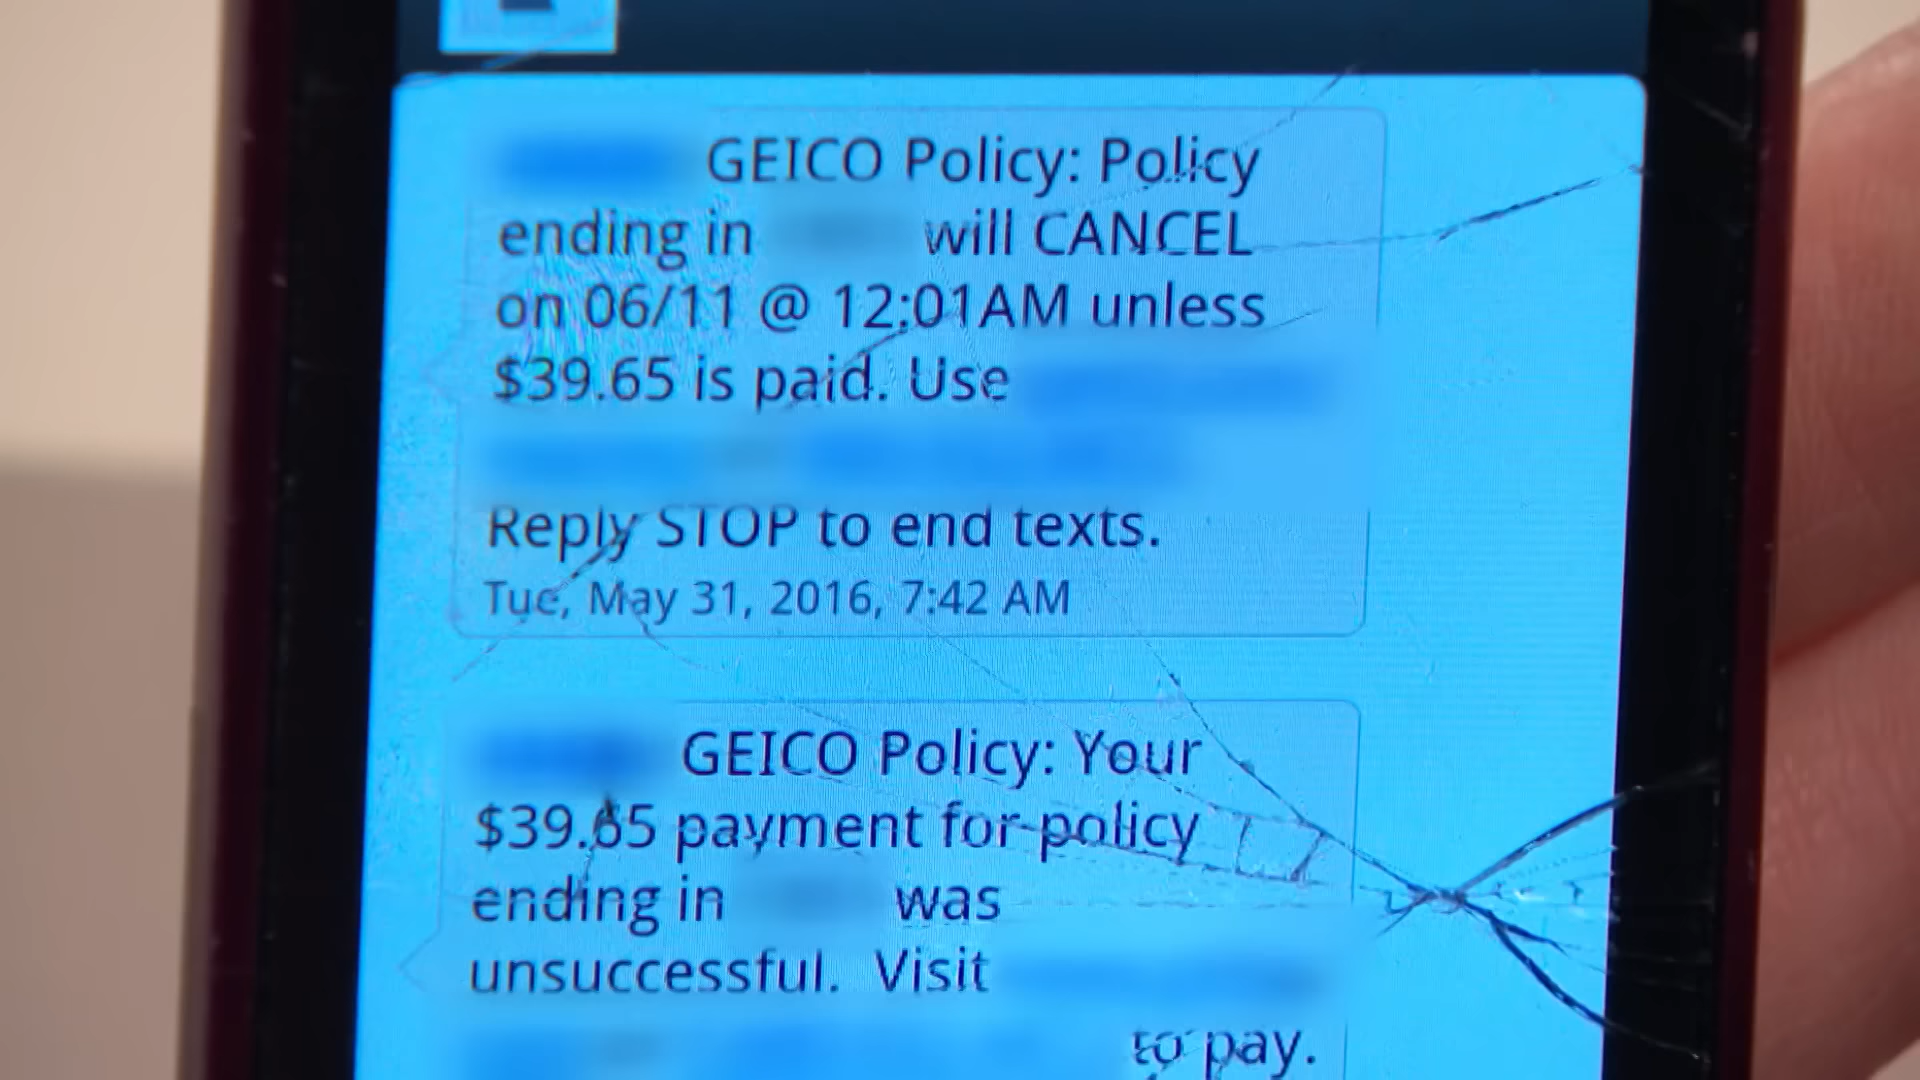 GEICO Policy: Policy
ending in will CANCEL
on 06/11 @ 12:01AM unless
$39.65 is paid. Use
Reply STOP to end texts.
Tue, May 31, 2016, 7:42 AM
GEICO Policy: Your
$39.65 payment for policy
ending in was
unsuccessful. Visit
to pay.